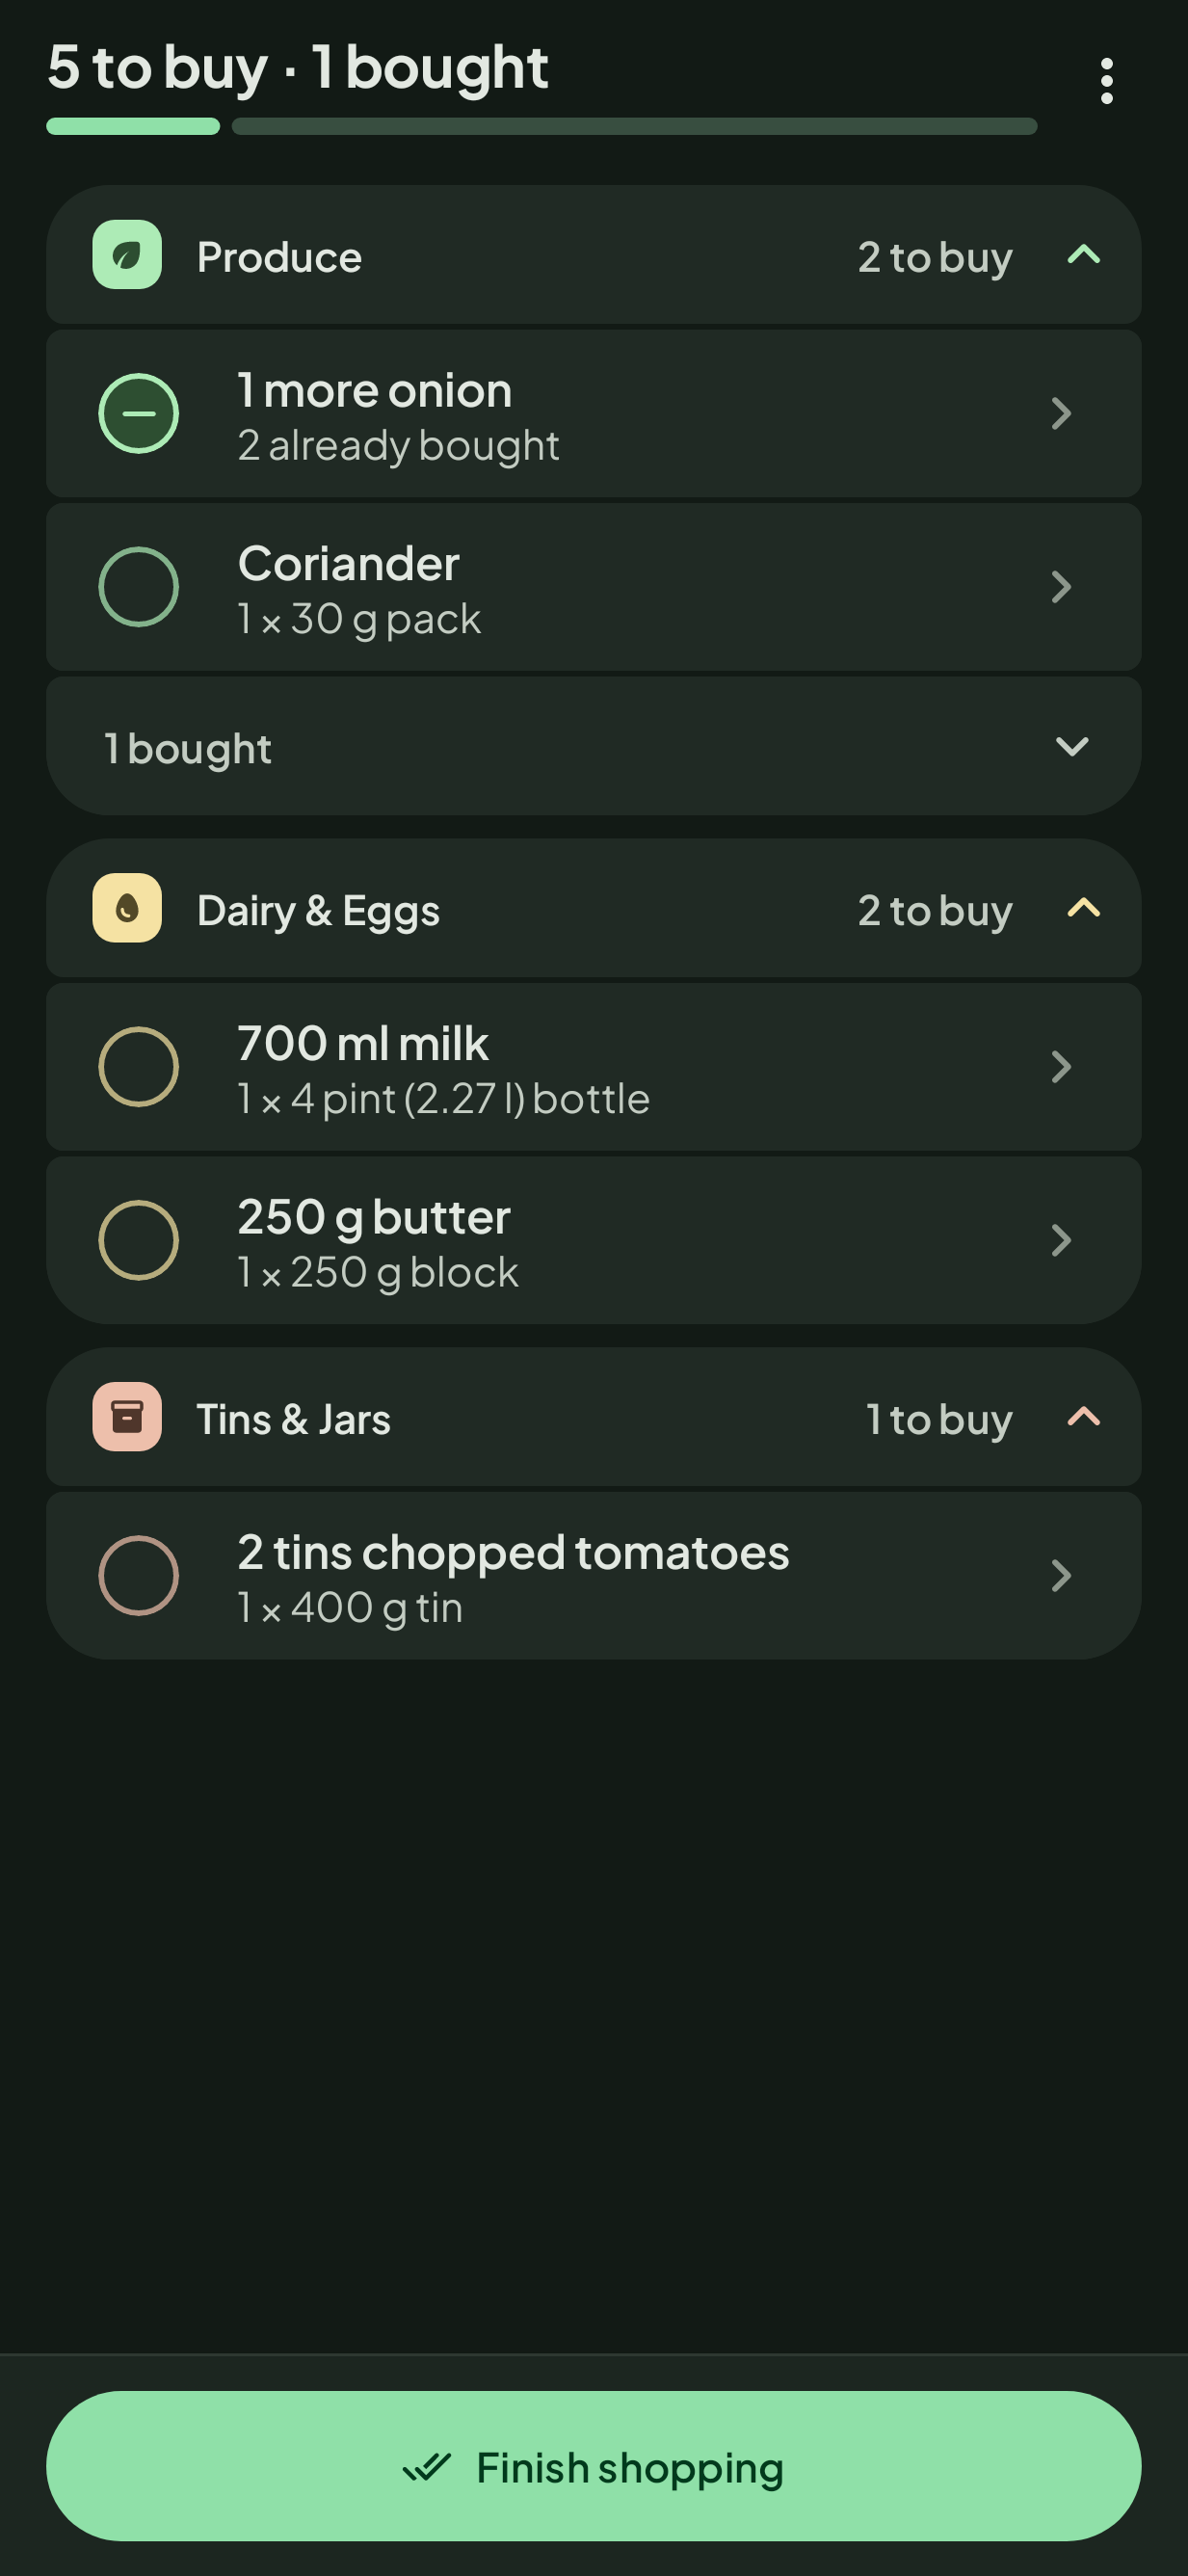 5 to buy · 1 bought
Produce 2 to buy
1 more onion
2 already bought
Coriander
1 × 30 g pack
1 bought
Dairy & Eggs 2 to buy
700 ml milk
1 × 4 pint (2.27 l) bottle
250 g butter
1 × 250 g block
Tins & Jars 1 to buy
2 tins chopped tomatoes
1 × 400 g tin
Finish shopping